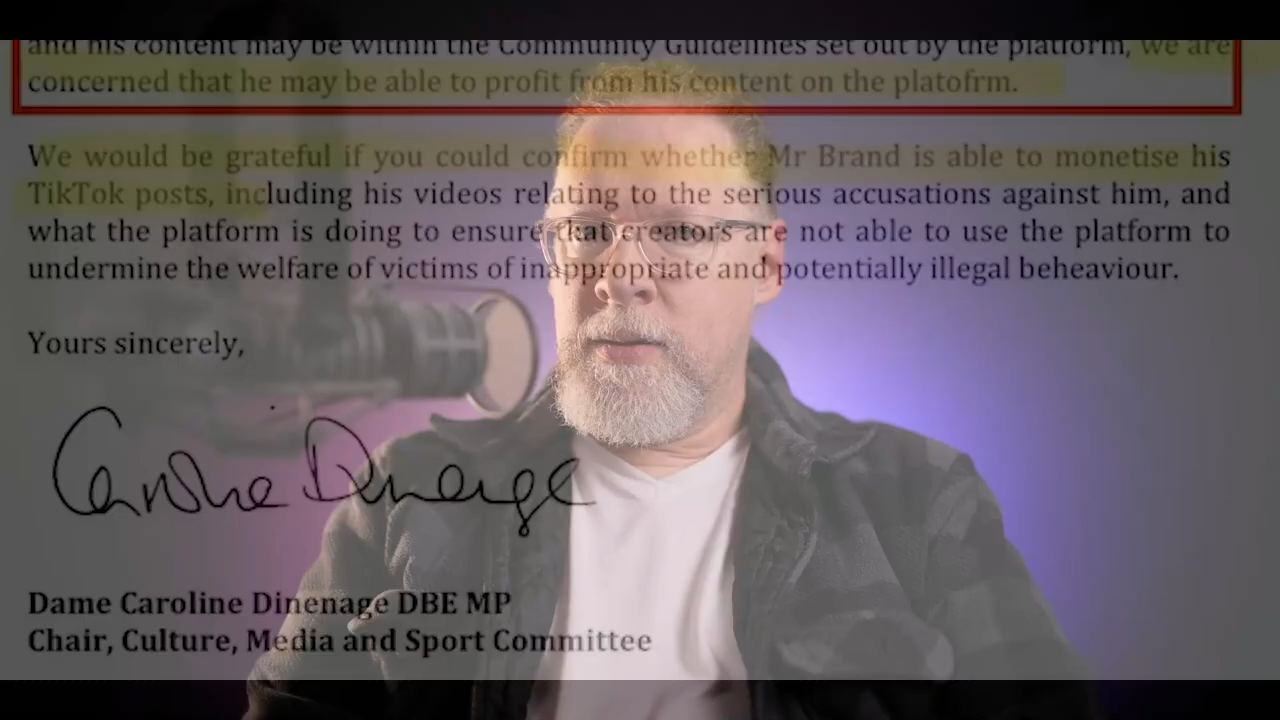 and his content may be within the Community Guidelines set out by the platform, we are
concerned that he may be able to profit from his content on the platofrm.
We would be grateful if you could confirm whether Mr Brand is able to monetise his
TikTok posts, including his videos relating to the serious accusations against him, and
what the platform is doing to ensure that creators are not able to use the platform to
undermine the welfare of victims of inappropriate and potentially illegal beheaviour.
Yours sincerely,
Caroline Dinenage
Dame Caroline Dinenage DBE MP
Chair, Culture, Media and Sport Committee